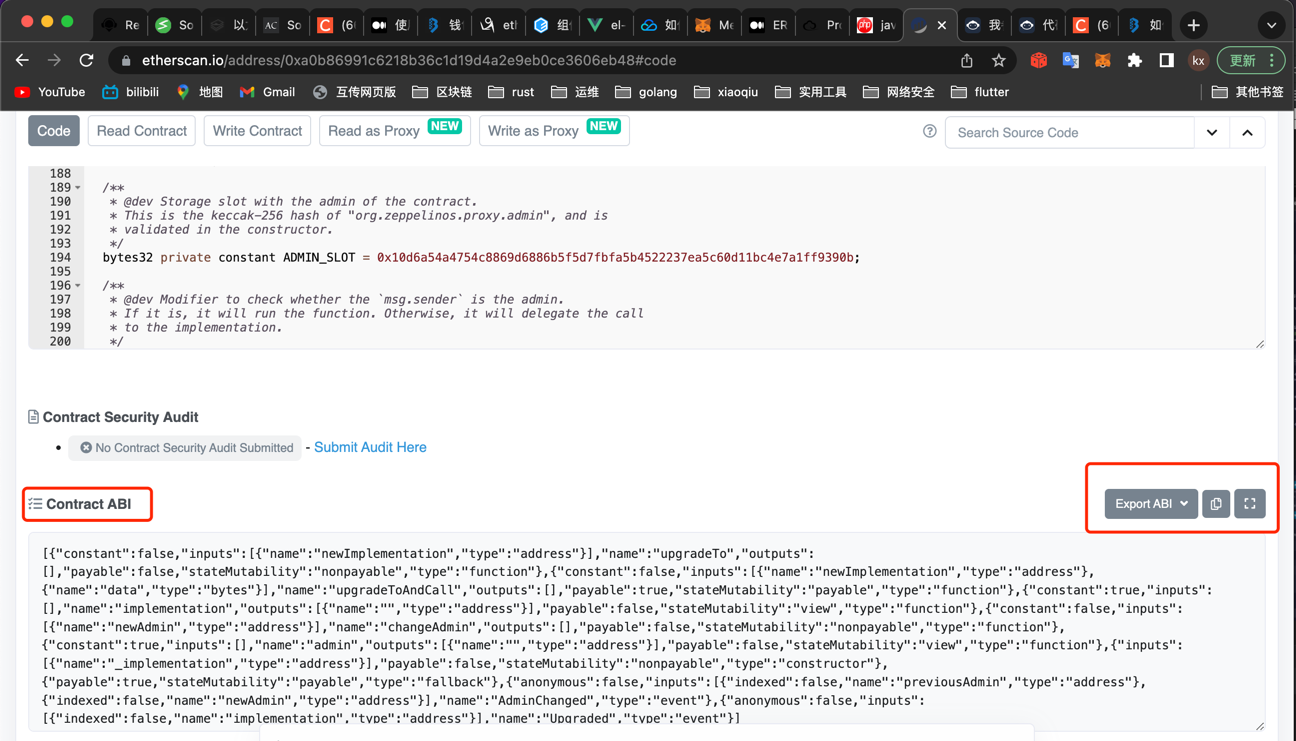 Re
So
以
AC So
(6
使
钱
etl
组
el-
如
Me
ER
Pr
php jav
我
代
(6
如
etherscan.io/address/0xa0b86991c6218b36c1d19d4a2e9eb0ce3606eb48#code
kx
更新
YouTube
bilibili
地图
Gmail
互传网页版
区块链
rust
运维
golang
xiaoqiu
实用工具
网络安全
flutter
其他书签
Code
Read Contract
Write Contract
Read as Proxy NEW
Write as Proxy NEW
Search Source Code
188
189 /**
190 * @dev Storage slot with the admin of the contract.
191 * This is the keccak-256 hash of "org.zeppelinos.proxy.admin", and is
192 * validated in the constructor.
193 */
194 bytes32 private constant ADMIN_SLOT = 0x10d6a54a4754c8869d6886b5f5d7fbfa5b4522237ea5c60d11bc4e7a1ff9390b;
195
196 /**
197 * @dev Modifier to check whether the `msg.sender` is the admin.
198 * If it is, it will run the function. Otherwise, it will delegate the call
199 * to the implementation.
200 */
Contract Security Audit
• No Contract Security Audit Submitted - Submit Audit Here
Contract ABI
Export ABI
[{"constant":false,"inputs":[{"name":"newImplementation","type":"address"}],"name":"upgradeTo","outputs":
[],"payable":false,"stateMutability":"nonpayable","type":"function"},{"constant":false,"inputs":[{"name":"newImplementation","type":"address"},
{"name":"data","type":"bytes"}],"name":"upgradeToAndCall","outputs":[],"payable":true,"stateMutability":"payable","type":"function"},{"constant":true,"inputs":
[],"name":"implementation","outputs":[{"name":"","type":"address"}],"payable":false,"stateMutability":"view","type":"function"},{"constant":false,"inputs":
[{"name":"newAdmin","type":"address"}],"name":"changeAdmin","outputs":[],"payable":false,"stateMutability":"nonpayable","type":"function"},
{"constant":true,"inputs":[],"name":"admin","outputs":[{"name":"","type":"address"}],"payable":false,"stateMutability":"view","type":"function"},{"inputs":
[{"name":"_implementation","type":"address"}],"payable":false,"stateMutability":"nonpayable","type":"constructor"},
{"payable":true,"stateMutability":"payable","type":"fallback"},{"anonymous":false,"inputs":[{"indexed":false,"name":"previousAdmin","type":"address"},
{"indexed":false,"name":"newAdmin","type":"address"}],"name":"AdminChanged","type":"event"},{"anonymous":false,"inputs":
[{"indexed":false,"name":"implementation","type":"address"}],"name":"Upgraded","type":"event"}]